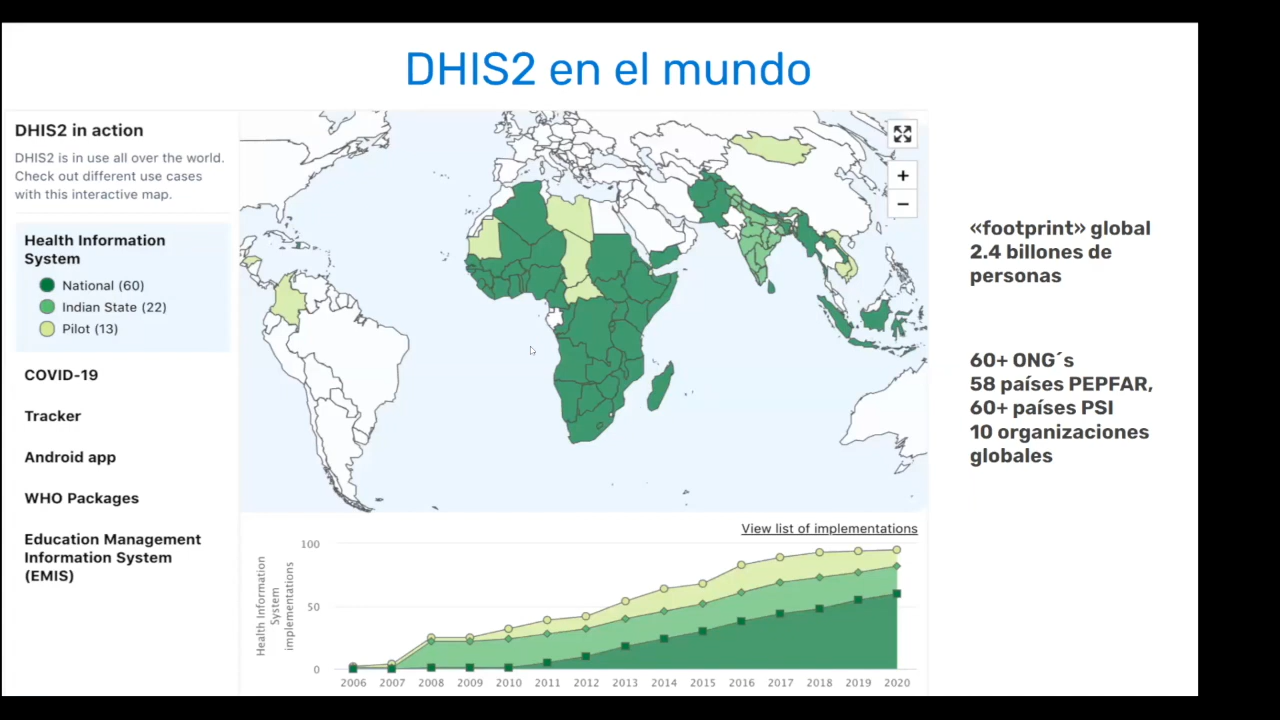 DHIS2 en el mundo
DHIS2 in action
DHIS2 is in use all over the world.
Check out different use cases
with this interactive map.
Health Information
System
National (60)
Indian State (22)
Pilot (13)
COVID-19
Tracker
Android app
WHO Packages
Education Management
Information System
(EMIS)
+
−
«footprint» global
2.4 billones de
personas
60+ ONG´s
58 países PEPFAR,
60+ países PSI
10 organizaciones
globales
View list of implementations
Health Information
System
implementations
100
50
0
2006 2007 2008 2009 2010 2011 2012 2013 2014 2015 2016 2017 2018 2019 2020